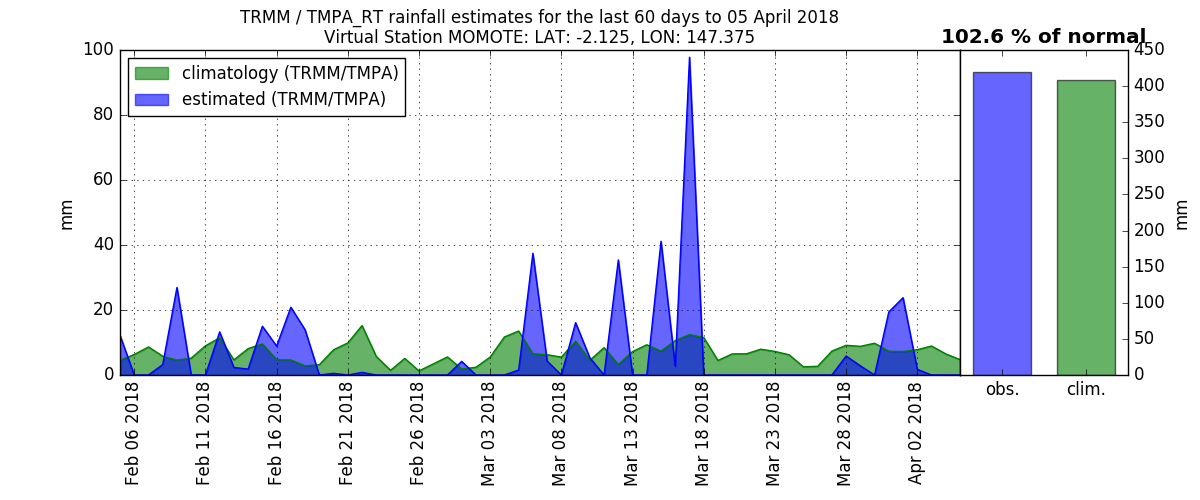 TRMM / TMPA_RT rainfall estimates for the last 60 days to 05 April 2018
Virtual Station MOMOTE: LAT: -2.125, LON: 147.375
102.6 % of normal
climatology (TRMM/TMPA)
estimated (TRMM/TMPA)
100
80
60
40
20
0
mm
450
400
350
300
250
200
150
100
50
0
mm
obs.
clim.
Feb 06 2018
Feb 11 2018
Feb 16 2018
Feb 21 2018
Feb 26 2018
Mar 03 2018
Mar 08 2018
Mar 13 2018
Mar 18 2018
Mar 23 2018
Mar 28 2018
Apr 02 2018